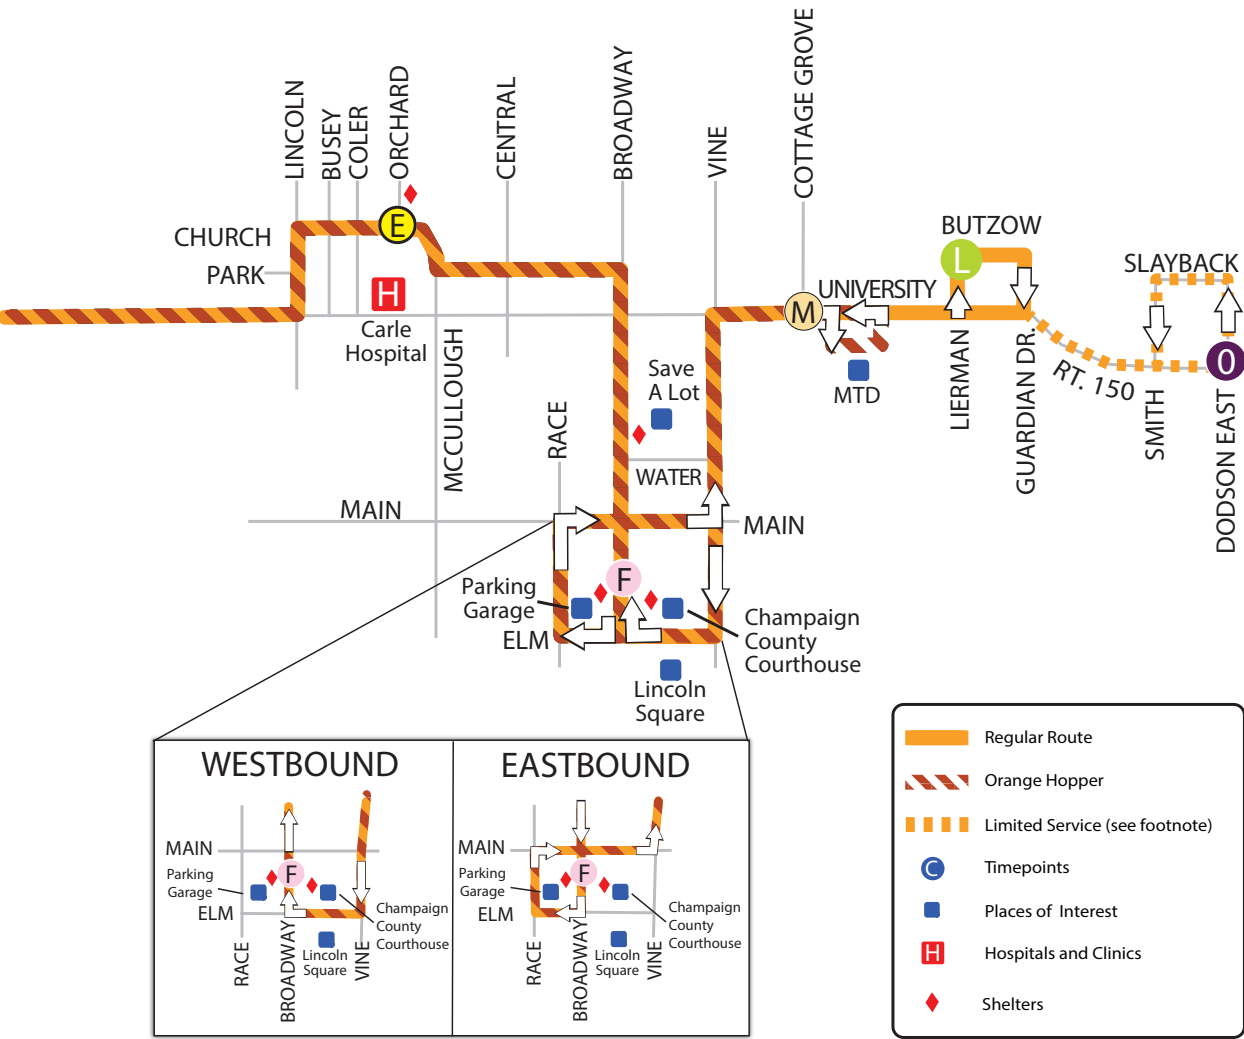 LINCOLN
BUSEY
COLER
ORCHARD
CENTRAL
BROADWAY
VINE
COTTAGE GROVE
CHURCH
PARK
E
H
Carle
Hospital
MCCULLOUGH
BUTZOW
L
SLAYBACK
UNIVERSITY
M
MTD
LIERMAN
GUARDIAN DR.
RT. 150
SMITH
O
DODSON EAST
Save
A Lot
RACE
WATER
MAIN
MAIN
F
Parking
Garage
ELM
Champaign
County
Courthouse
Lincoln
Square
WESTBOUND
MAIN
Parking
Garage
F
ELM
Champaign
County
Courthouse
Lincoln
Square
RACE
BROADWAY
VINE
EASTBOUND
MAIN
Parking
Garage
F
ELM
Champaign
County
Courthouse
Lincoln
Square
RACE
BROADWAY
VINE
Regular Route
Orange Hopper
Limited Service (see footnote)
C Timepoints
Places of Interest
H Hospitals and Clinics
Shelters